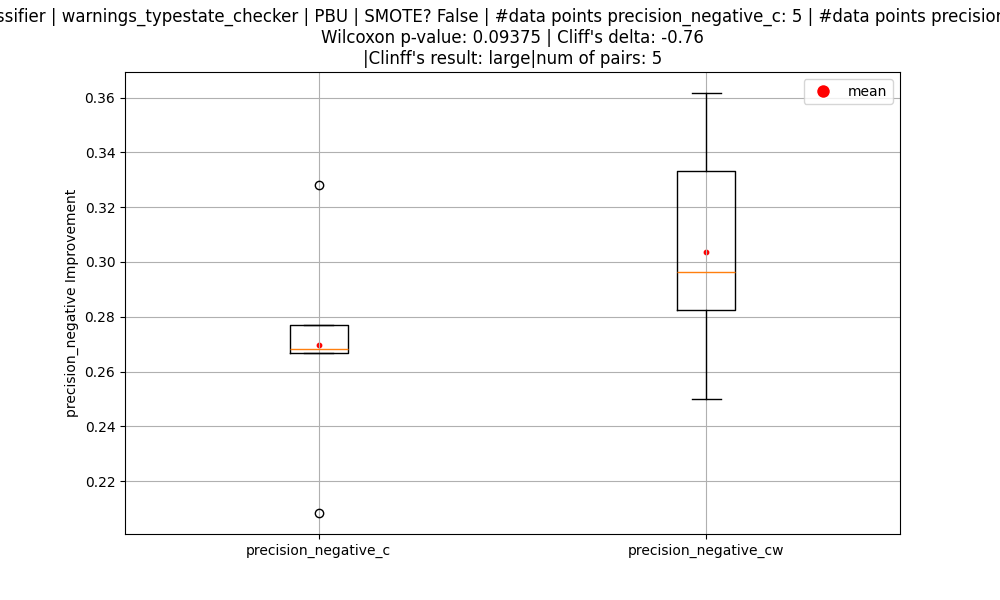 ssifier | warnings_typestate_checker | PBU | SMOTE? False | #data points precision_negative_c: 5 | #data points precision
Wilcoxon p-value: 0.09375 | Cliff's delta: -0.76
|Clinff's result: large|num of pairs: 5
mean
0.36
0.34
0.32
0.30
0.28
0.26
0.24
0.22
precision_negative Improvement
precision_negative_c
precision_negative_cw